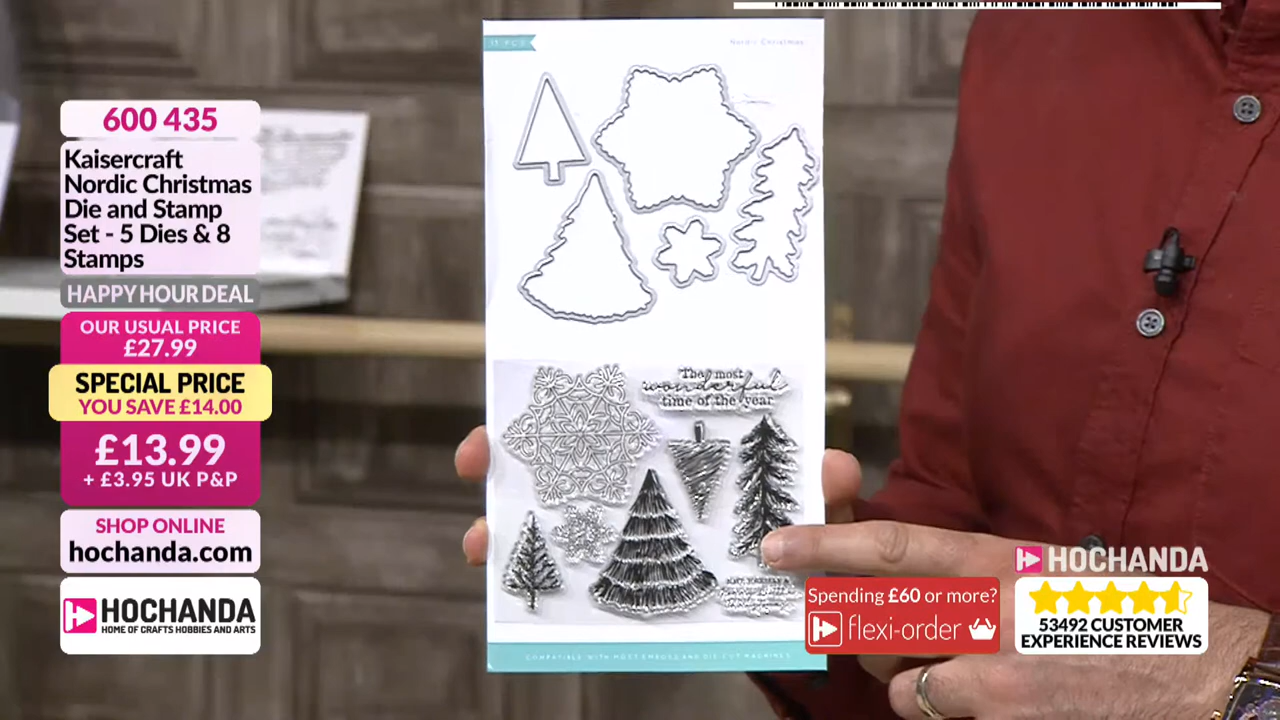 600 435
Kaisercraft
Nordic Christmas
Die and Stamp
Set - 5 Dies & 8
Stamps
HAPPY HOUR DEAL
OUR USUAL PRICE
£27.99
SPECIAL PRICE
YOU SAVE £14.00
£13.99
+ £3.95 UK P&P
SHOP ONLINE
hochanda.com
HOCHANDA
HOME OF CRAFTS HOBBIES AND ARTS
Nordic Christmas
The most
wonderful
time of the year
COMPATIBLE WITH MOST EMBOSS AND DIE-CUT MACHINES
HOCHANDA
Spending £60 or more?
flexi-order
53492 CUSTOMER
EXPERIENCE REVIEWS